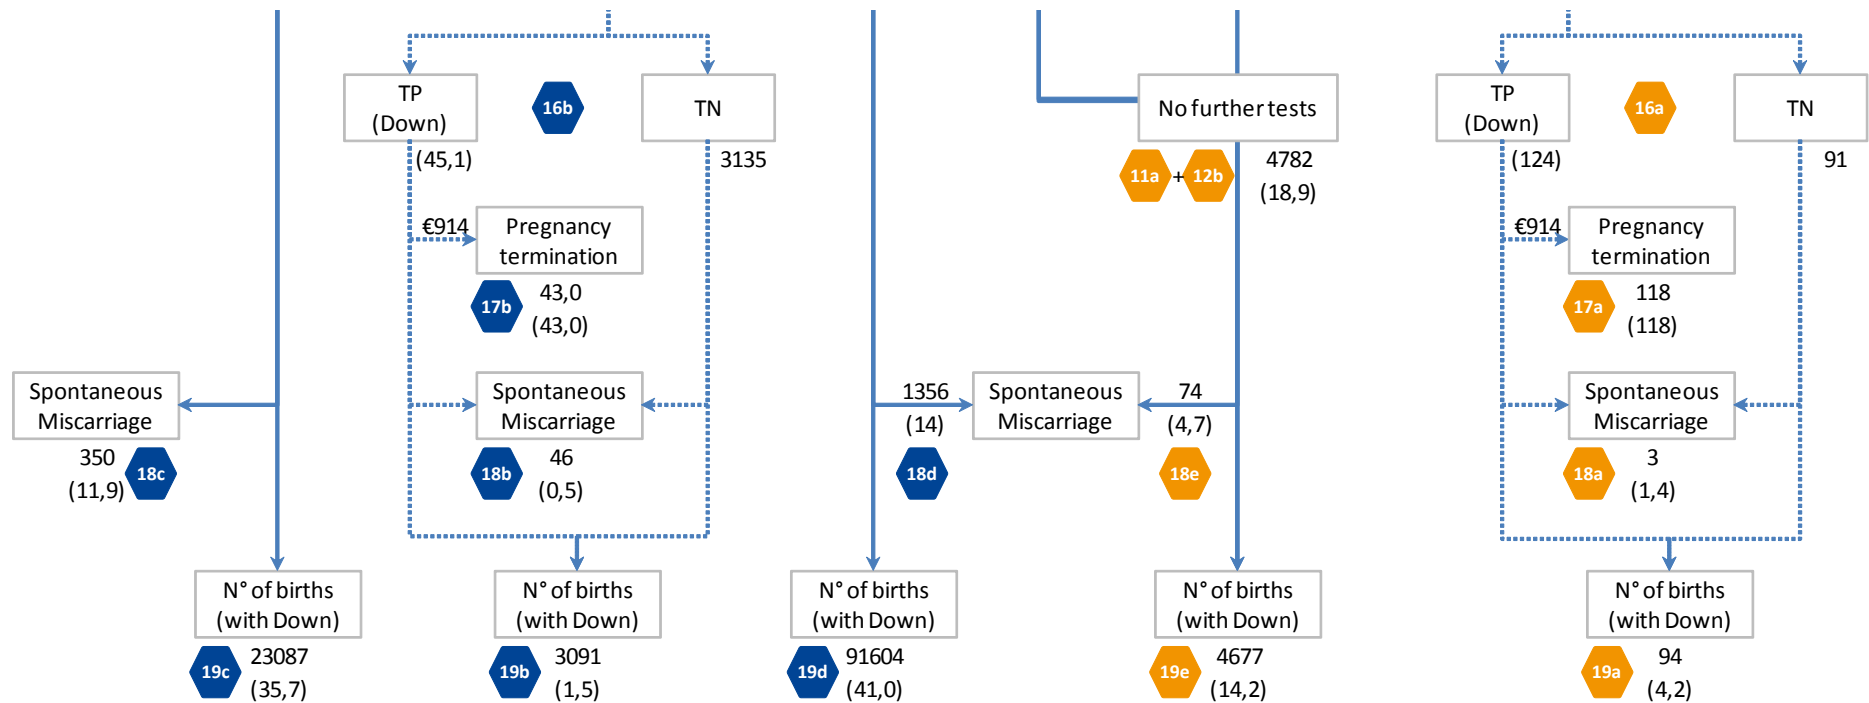 TP
(Down)
16b
TN
(45,1)
3135
€914
Pregnancy
termination
17b
43,0
(43,0)
Spontaneous
Miscarriage
350
(11,9)
18c
Spontaneous
Miscarriage
18b
46
(0,5)
N° of births
(with Down)
19c
23087
(35,7)
N° of births
(with Down)
19b
3091
(1,5)
No further tests
11a
+
12b
4782
(18,9)
1356
(14)
18d
Spontaneous
Miscarriage
74
(4,7)
18e
N° of births
(with Down)
19d
91604
(41,0)
N° of births
(with Down)
19e
4677
(14,2)
TP
(Down)
16a
TN
(124)
91
€914
Pregnancy
termination
17a
118
(118)
Spontaneous
Miscarriage
18a
3
(1,4)
N° of births
(with Down)
19a
94
(4,2)